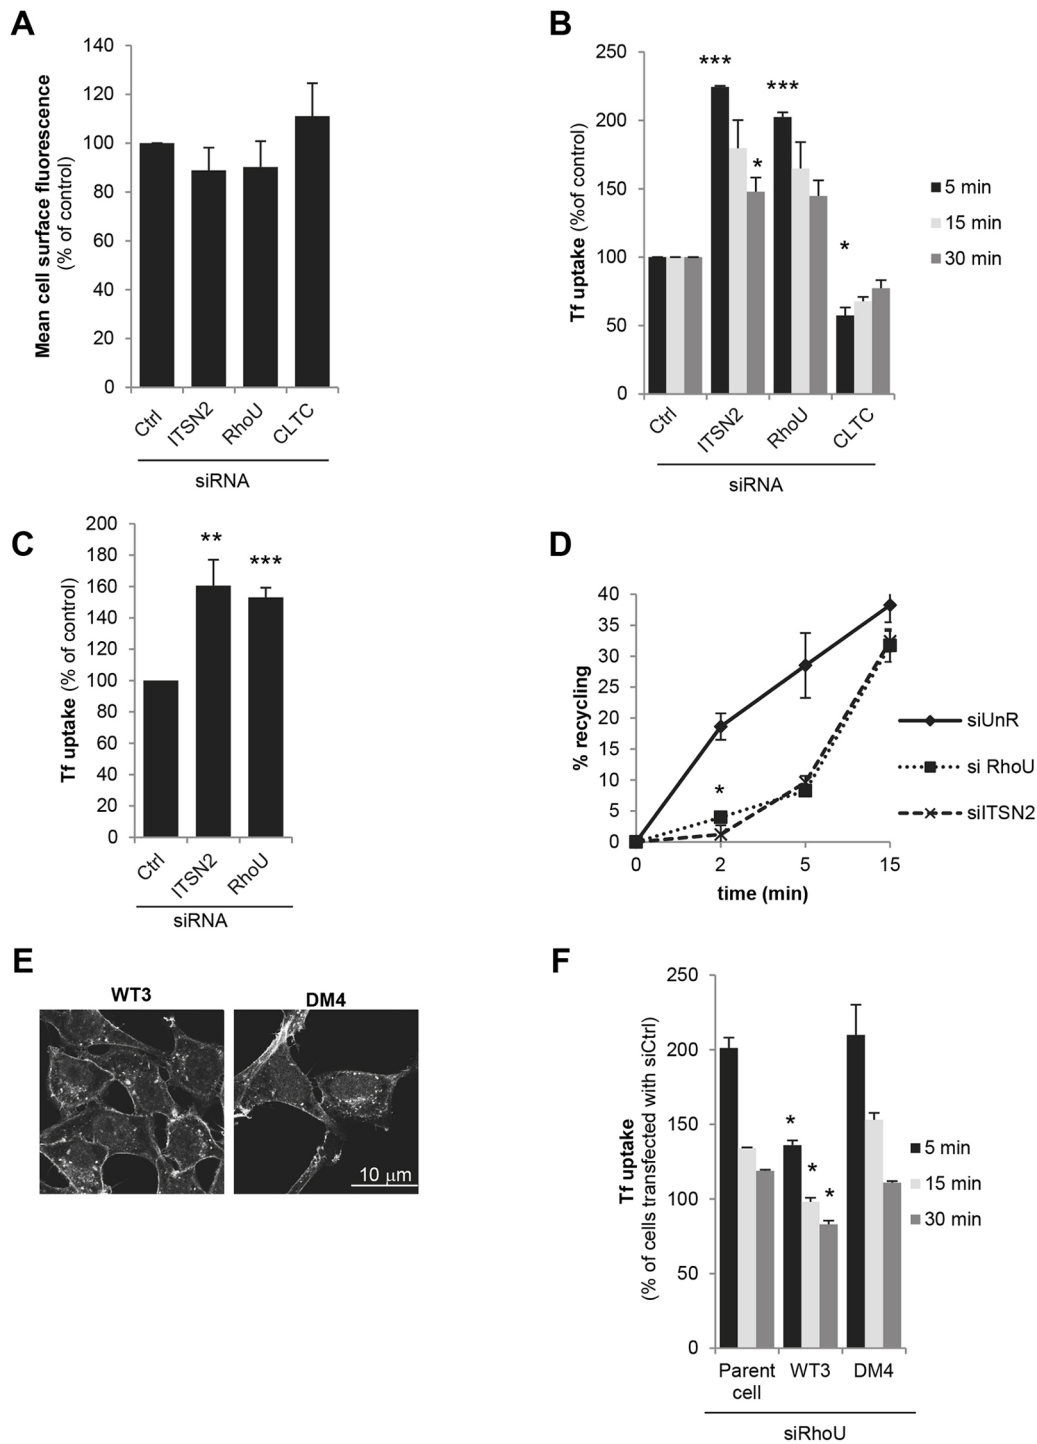 A
Mean cell surface fluorescence
(% of control)
140
120
100
80
60
40
20
0
Ctrl
ITSN2
RhoU
CLTC
siRNA
B
Tf uptake (%of control)
250
200
150
100
50
0
***
*
***
*
5 min
15 min
30 min
Ctrl
ITSN2
RhoU
CLTC
siRNA
C
Tf uptake (% of control)
200
180
160
140
120
100
80
60
40
20
0
**
***
Ctrl
ITSN2
RhoU
siRNA
D
% recycling
40
35
30
25
20
15
10
5
0
*
0
2
5
15
time (min)
siUnR
si RhoU
siITSN2
E
WT3
DM4
10 µm
F
Tf uptake
(% of cells transfected with siCtrl)
250
200
150
100
50
0
*
*
*
5 min
15 min
30 min
Parent
cell
WT3
DM4
siRhoU